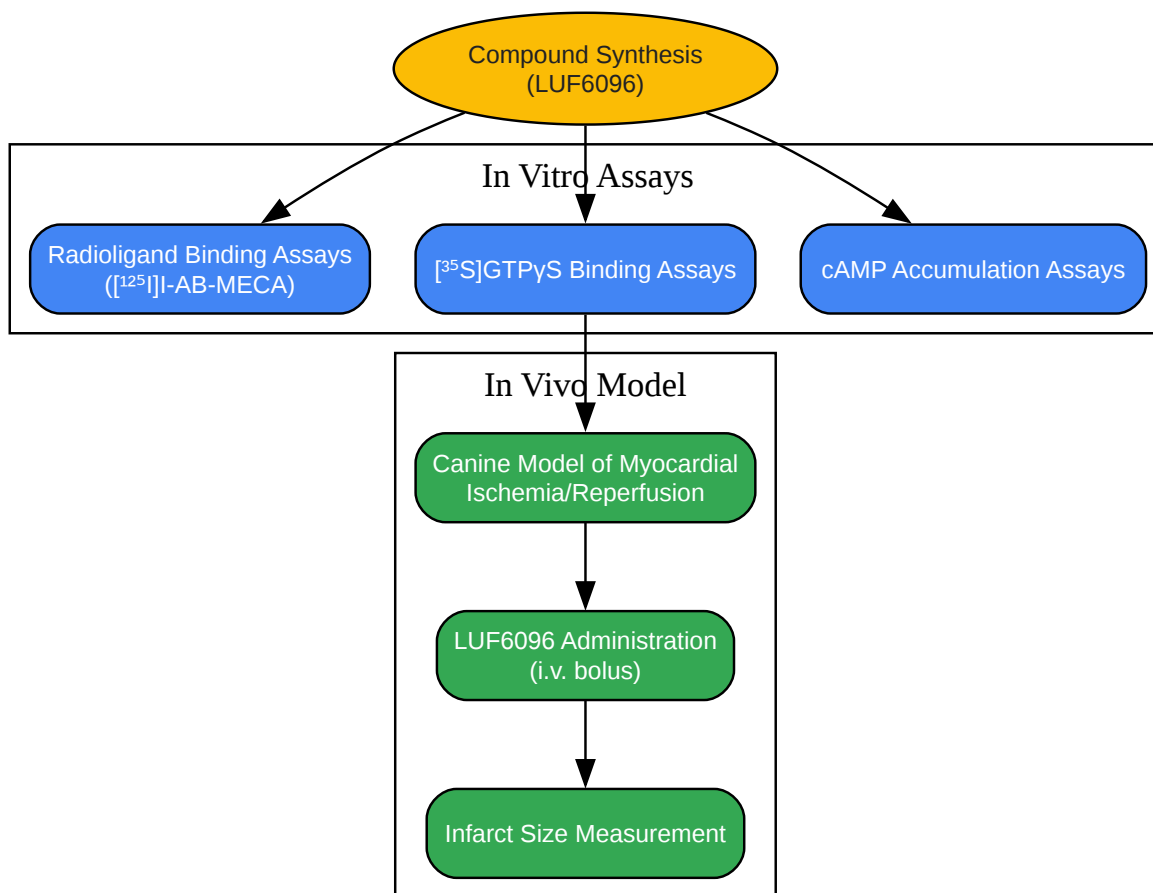 Compound Synthesis
(LUF6096)
In Vitro Assays
Radioligand Binding Assays
([¹²⁵I]I-AB-MECA)
[³⁵S]GTPγS Binding Assays
cAMP Accumulation Assays
In Vivo Model
Canine Model of Myocardial
Ischemia/Reperfusion
LUF6096 Administration
(i.v. bolus)
Infarct Size Measurement